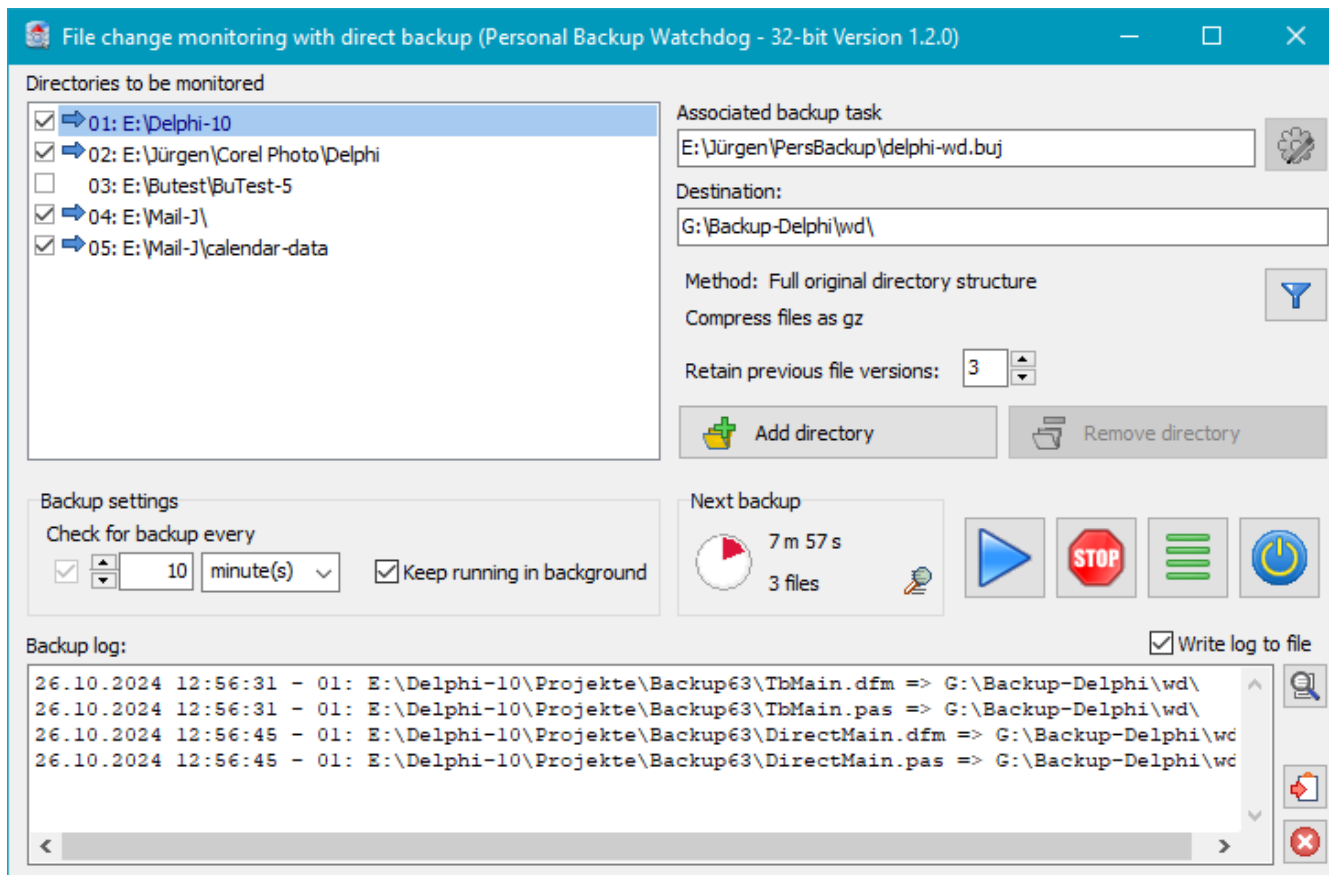 File change monitoring with direct backup (Personal Backup Watchdog - 32-bit Version 1.2.0)
Directories to be monitored
01: E:\Delphi-10
02: E:\Jürgen\Corel Photo\Delphi
03: E:\Butest\BuTest-5
04: E:\Mail-J\
05: E:\Mail-J\calendar-data
Associated backup task
E:\Jürgen\PersBackup\delphi-wd.buj
Destination:
G:\Backup-Delphi\wd\
Method: Full original directory structure
Compress files as gz
Retain previous file versions: 3
Add directory
Remove directory
Backup settings
Check for backup every
10 minute(s)
Keep running in background
Next backup
7 m 57 s
3 files
STOP
Backup log:
Write log to file
26.10.2024 12:56:31 - 01: E:\Delphi-10\Projekte\Backup63\TbMain.dfm => G:\Backup-Delphi\wd\
26.10.2024 12:56:31 - 01: E:\Delphi-10\Projekte\Backup63\TbMain.pas => G:\Backup-Delphi\wd\
26.10.2024 12:56:45 - 01: E:\Delphi-10\Projekte\Backup63\DirectMain.dfm => G:\Backup-Delphi\wd
26.10.2024 12:56:45 - 01: E:\Delphi-10\Projekte\Backup63\DirectMain.pas => G:\Backup-Delphi\wd